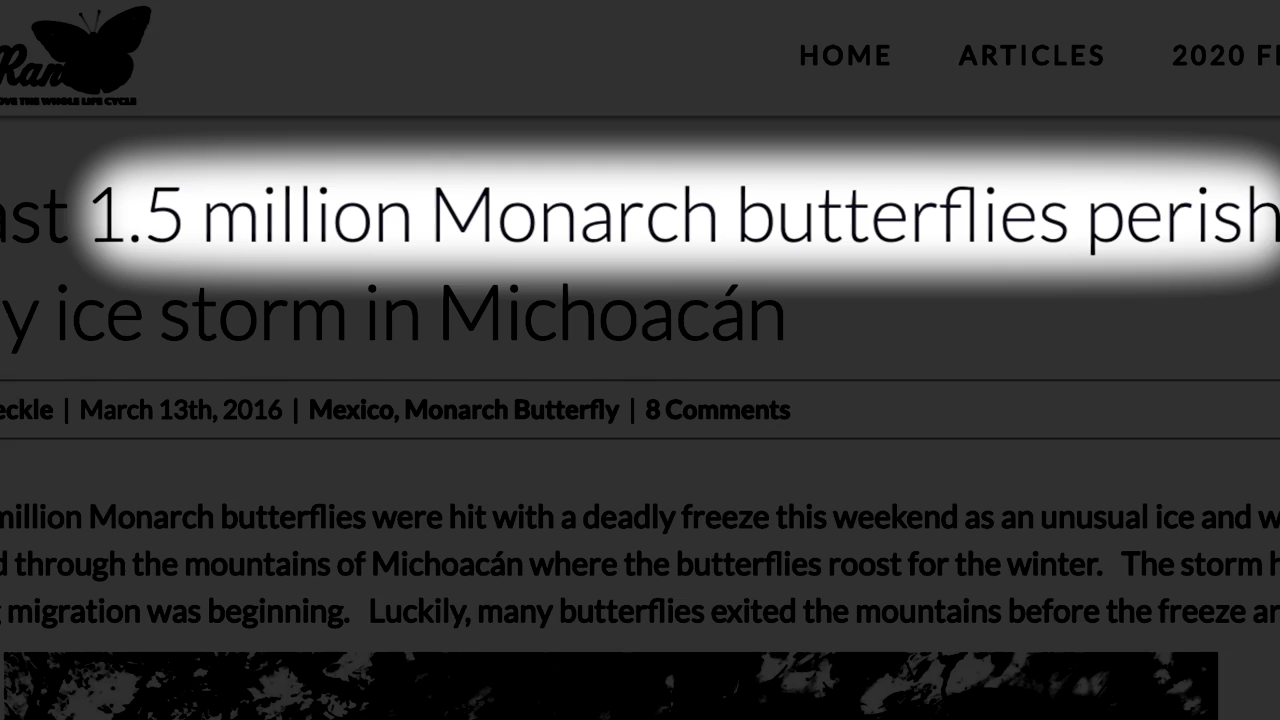 HOME ARTICLES 2020
1.5 million Monarch butterflies perish
ice storm in Michoacán
March 13th, 2016 | Mexico, Monarch Butterfly | 8 Comments
million Monarch butterflies were hit with a deadly freeze this weekend as an unusual ice and
through the mountains of Michoacán where the butterflies roost for the winter. The storm
migration was beginning. Luckily, many butterflies exited the mountains before the freeze